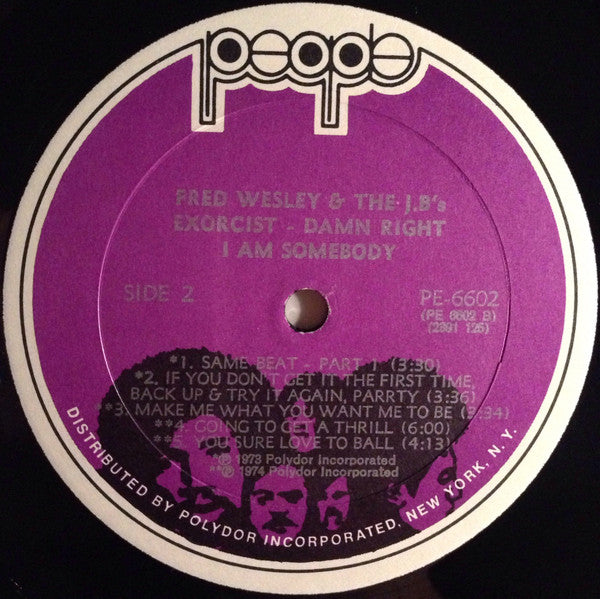 people
FRED WESLEY & THE J.B's
EXORCIST - DAMN RIGHT
I AM SOMEBODY
SIDE 2
PE-6602
(PE 6602 B)
(2391 125)
*1. SAME BEAT - PART 1 (3:30)
*2. IF YOU DON'T GET IT THE FIRST TIME,
BACK UP & TRY IT AGAIN, PARRTY (3:36)
*3. MAKE ME WHAT YOU WANT ME TO BE (3:34)
**4. GOING TO GET A THRILL (6:00)
**5. YOU SURE LOVE TO BALL (4:13)
*℗ 1973 Polydor Incorporated
**℗ 1974 Polydor Incorporated
DISTRIBUTED BY POLYDOR INCORPORATED, NEW YORK, N.Y.